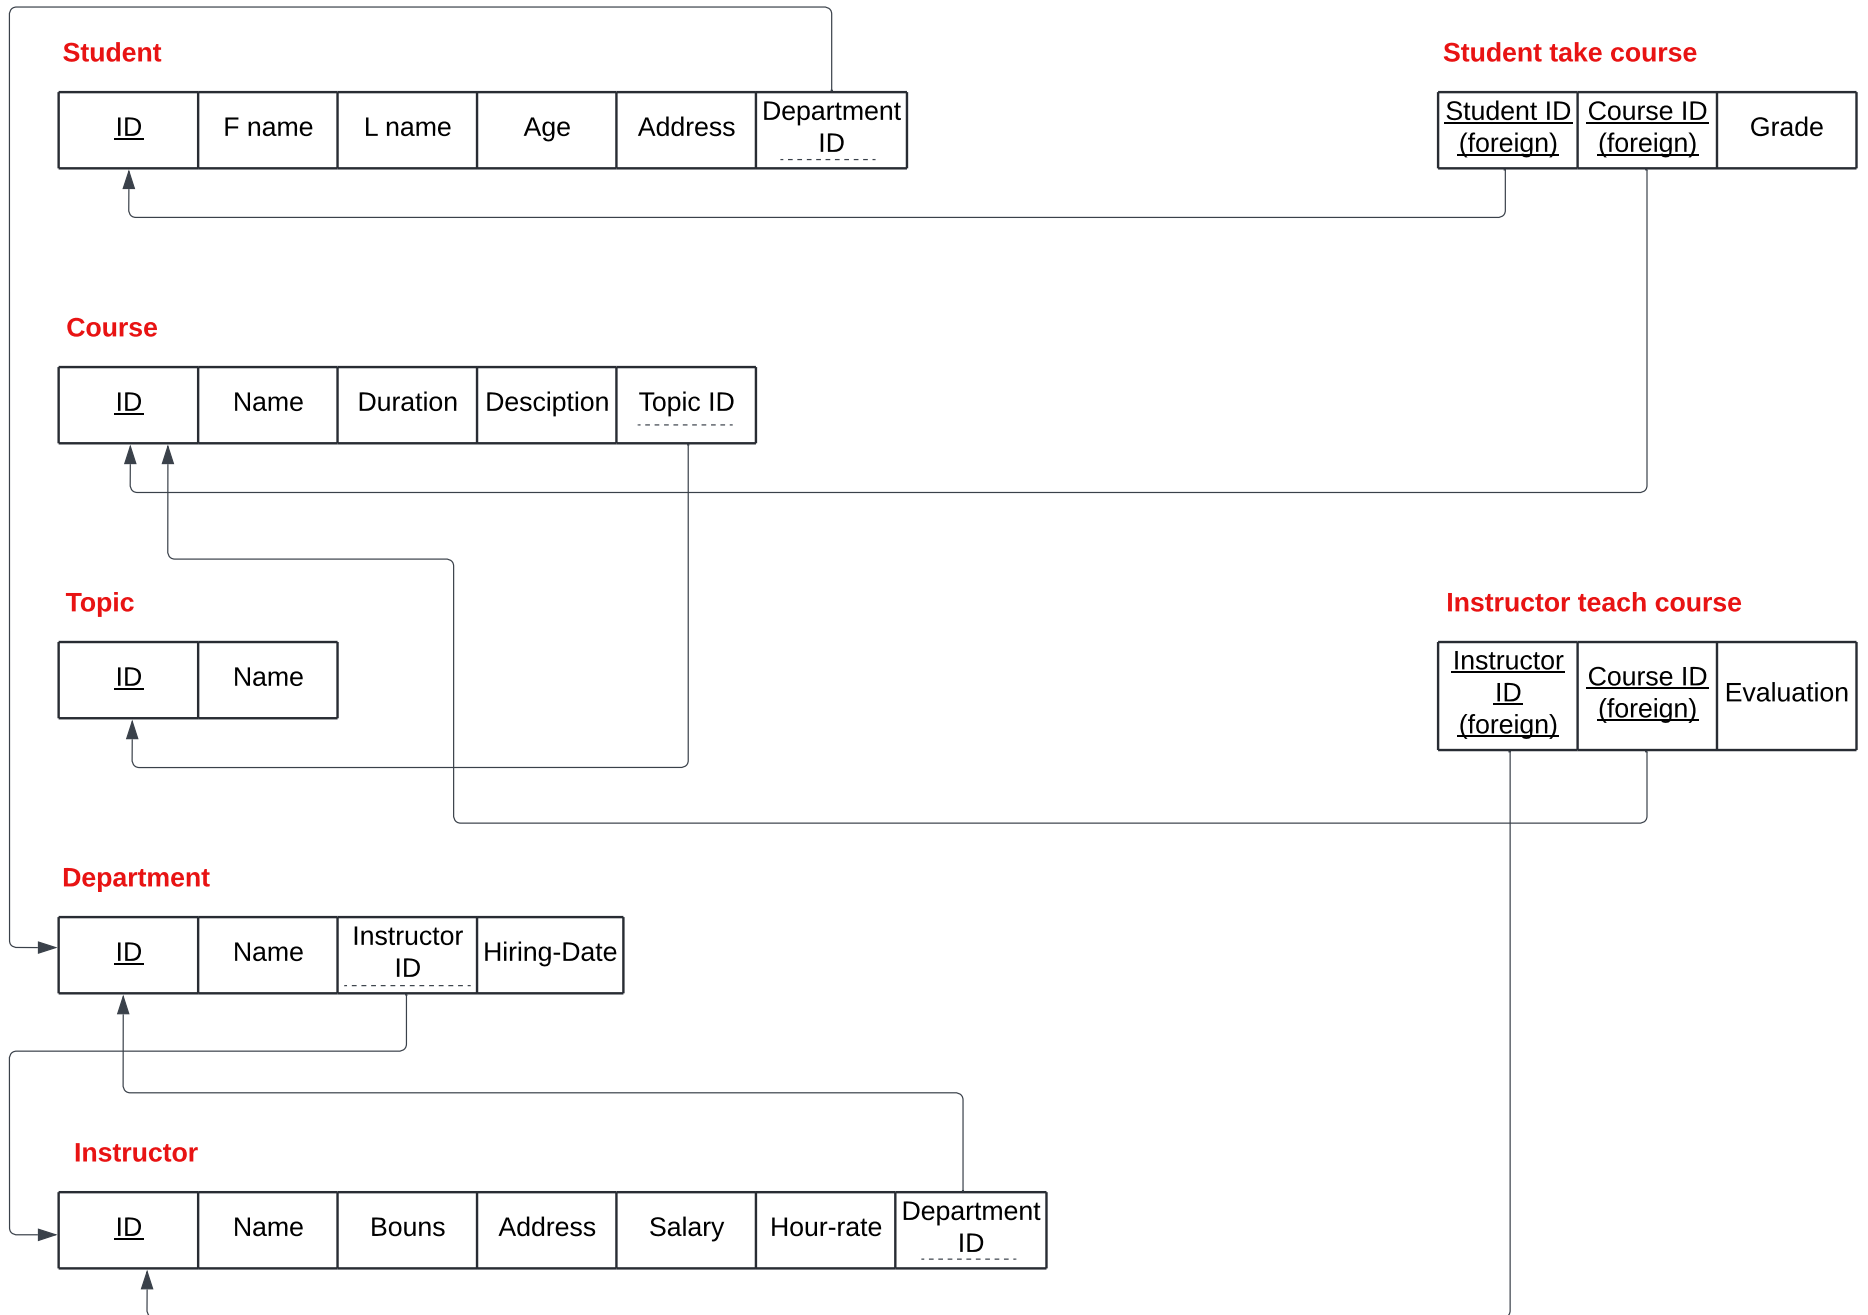 Student
ID
F name
L name
Age
Address
Department
ID
Student take course
Student ID
(foreign)
Course ID
(foreign)
Grade
Course
ID
Name
Duration
Desciption
Topic ID
Topic
ID
Name
Instructor teach course
Instructor
ID
(foreign)
Course ID
(foreign)
Evaluation
Department
ID
Name
Instructor
ID
Hiring-Date
Instructor
ID
Name
Bouns
Address
Salary
Hour-rate
Department
ID